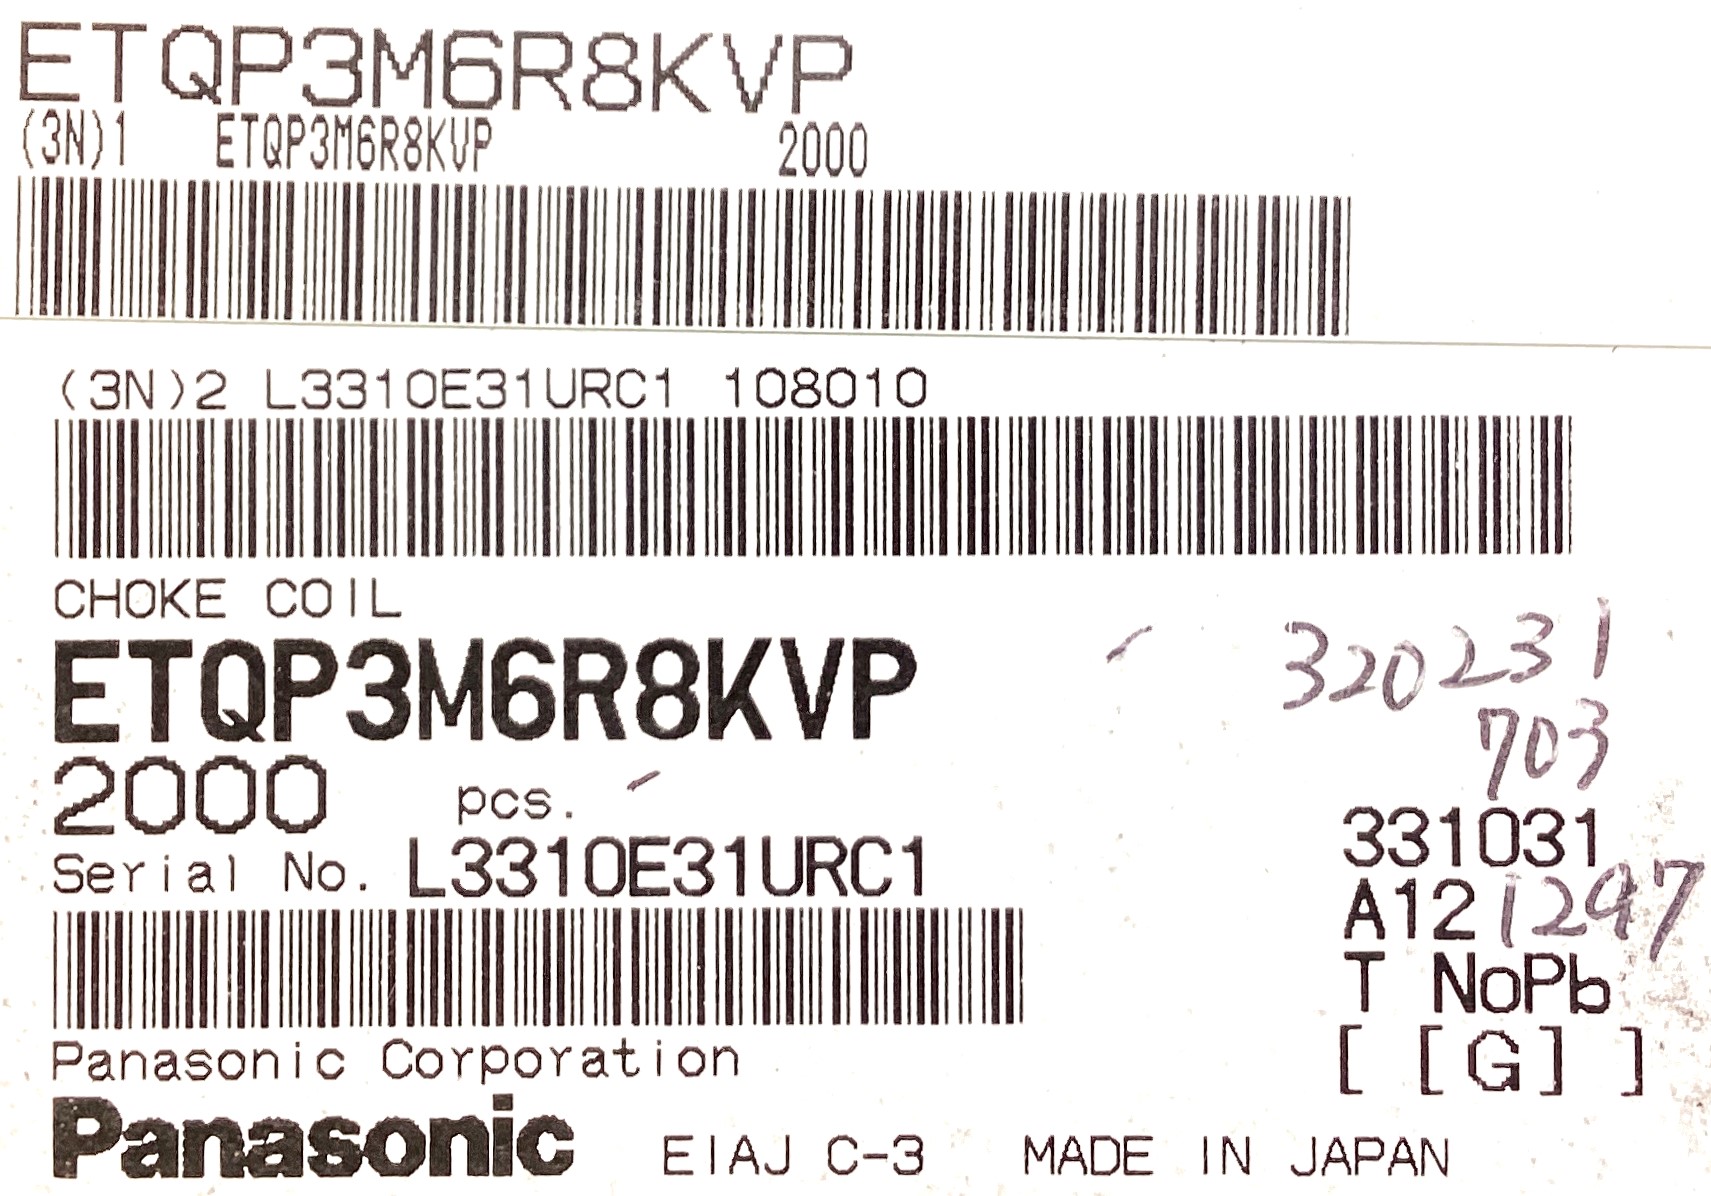 ETQP3M6R8KVP
(3N)1 ETQP3M6R8KVP 2000
(3N)2 L3310E31URC1 108010
CHOKE COIL
ETQP3M6R8KVP
320231
703
2000 pcs.
331031
Serial No. L3310E31URC1
A12 1297
T NoPb
Panasonic Corporation
[ [G] ]
Panasonic EIAJ C-3 MADE IN JAPAN